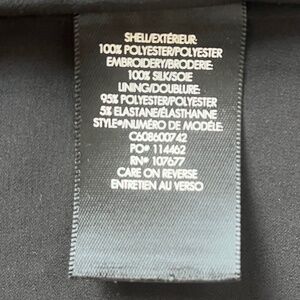 SHELL/EXTÉRIEUR:
100% POLYESTER/POLYESTER
EMBROIDERY/BRODERIE:
100% SILK/SOIE
LINING/DOUBLURE:
95% POLYESTER/POLYESTER
5% ELASTANE/ÉLASTHANNE
STYLE#/NUMÉRO DE MODÈLE:
C608600742
PO# 114462
RN# 107677
CARE ON REVERSE
ENTRETIEN AU VERSO